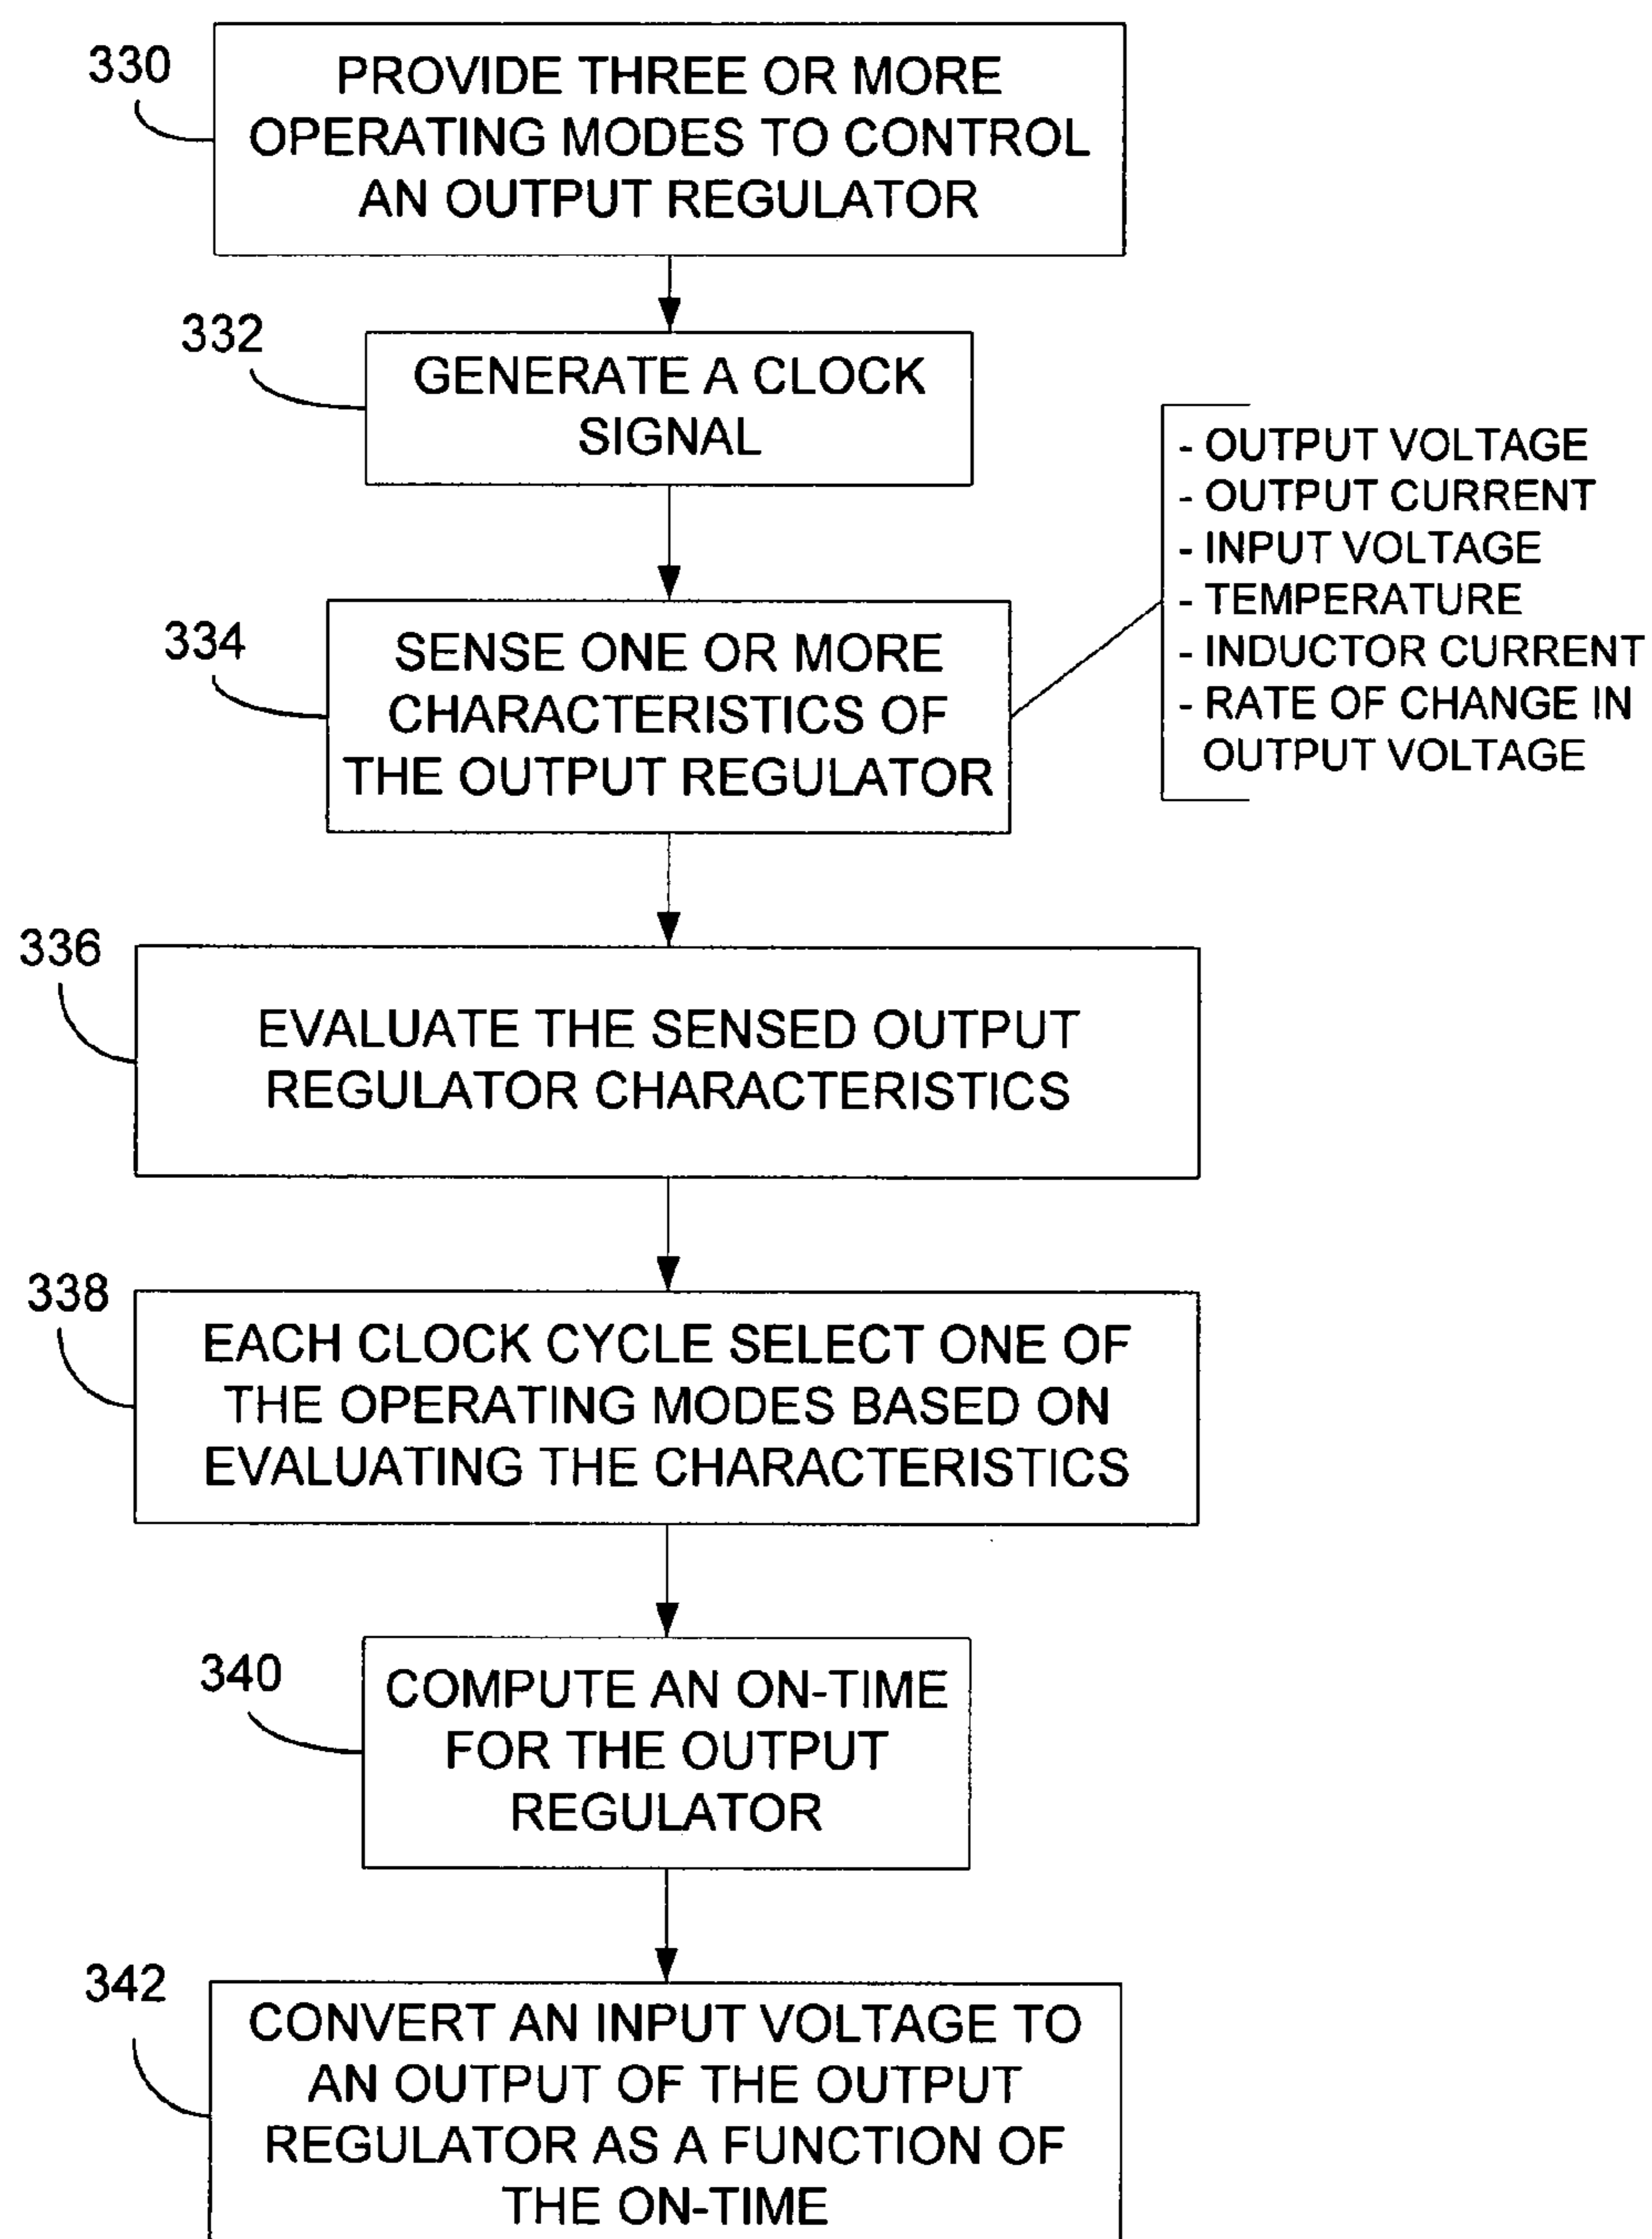 330
PROVIDE THREE OR MORE
OPERATING MODES TO CONTROL
AN OUTPUT REGULATOR
332
GENERATE A CLOCK
SIGNAL
334
SENSE ONE OR MORE
CHARACTERISTICS OF
THE OUTPUT REGULATOR
- OUTPUT VOLTAGE
- OUTPUT CURRENT
- INPUT VOLTAGE
- TEMPERATURE
- INDUCTOR CURRENT
- RATE OF CHANGE IN
OUTPUT VOLTAGE
336
EVALUATE THE SENSED OUTPUT
REGULATOR CHARACTERISTICS
338
EACH CLOCK CYCLE SELECT ONE OF
THE OPERATING MODES BASED ON
EVALUATING THE CHARACTERISTICS
340
COMPUTE AN ON-TIME
FOR THE OUTPUT
REGULATOR
342
CONVERT AN INPUT VOLTAGE TO
AN OUTPUT OF THE OUTPUT
REGULATOR AS A FUNCTION OF
THE ON-TIME